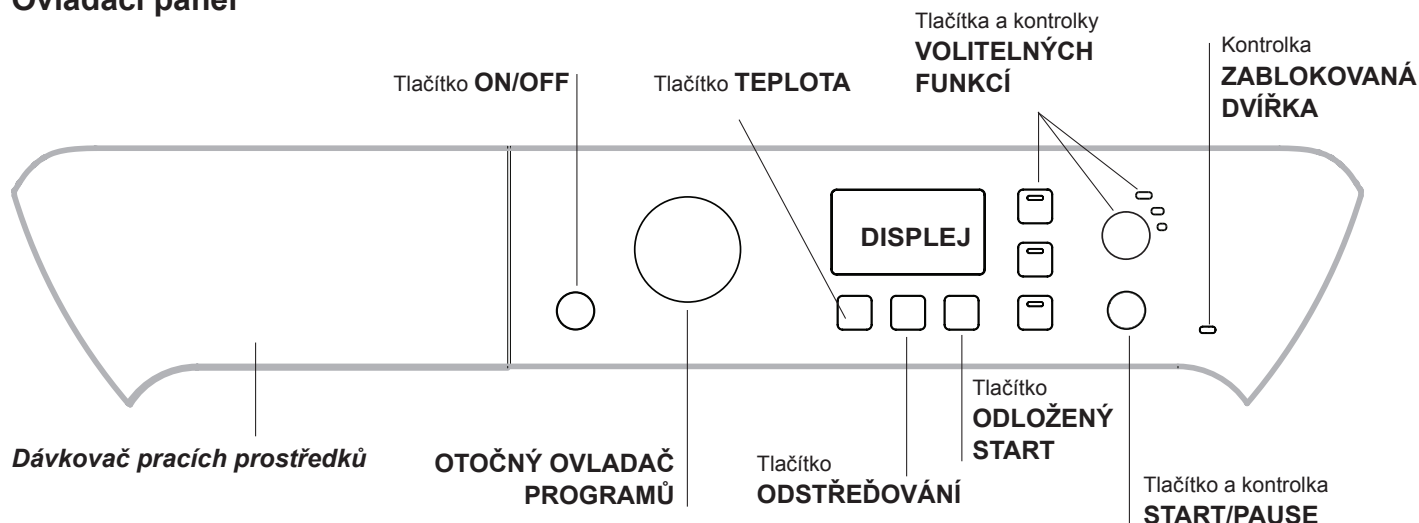 Ovládací panel
Tlačítka a kontrolky
VOLITELNÝCH
FUNKCÍ
Kontrolka
ZABLOKOVANÁ
DVÍŘKA
Tlačítko ON/OFF
Tlačítko TEPLOTA
DISPLEJ
Dávkovač pracích prostředků
OTOČNÝ OVLADAČ
PROGRAMŮ
Tlačítko
ODSTŘEĎOVÁNÍ
Tlačítko
ODLOŽENÝ
START
Tlačítko a kontrolka
START/PAUSE